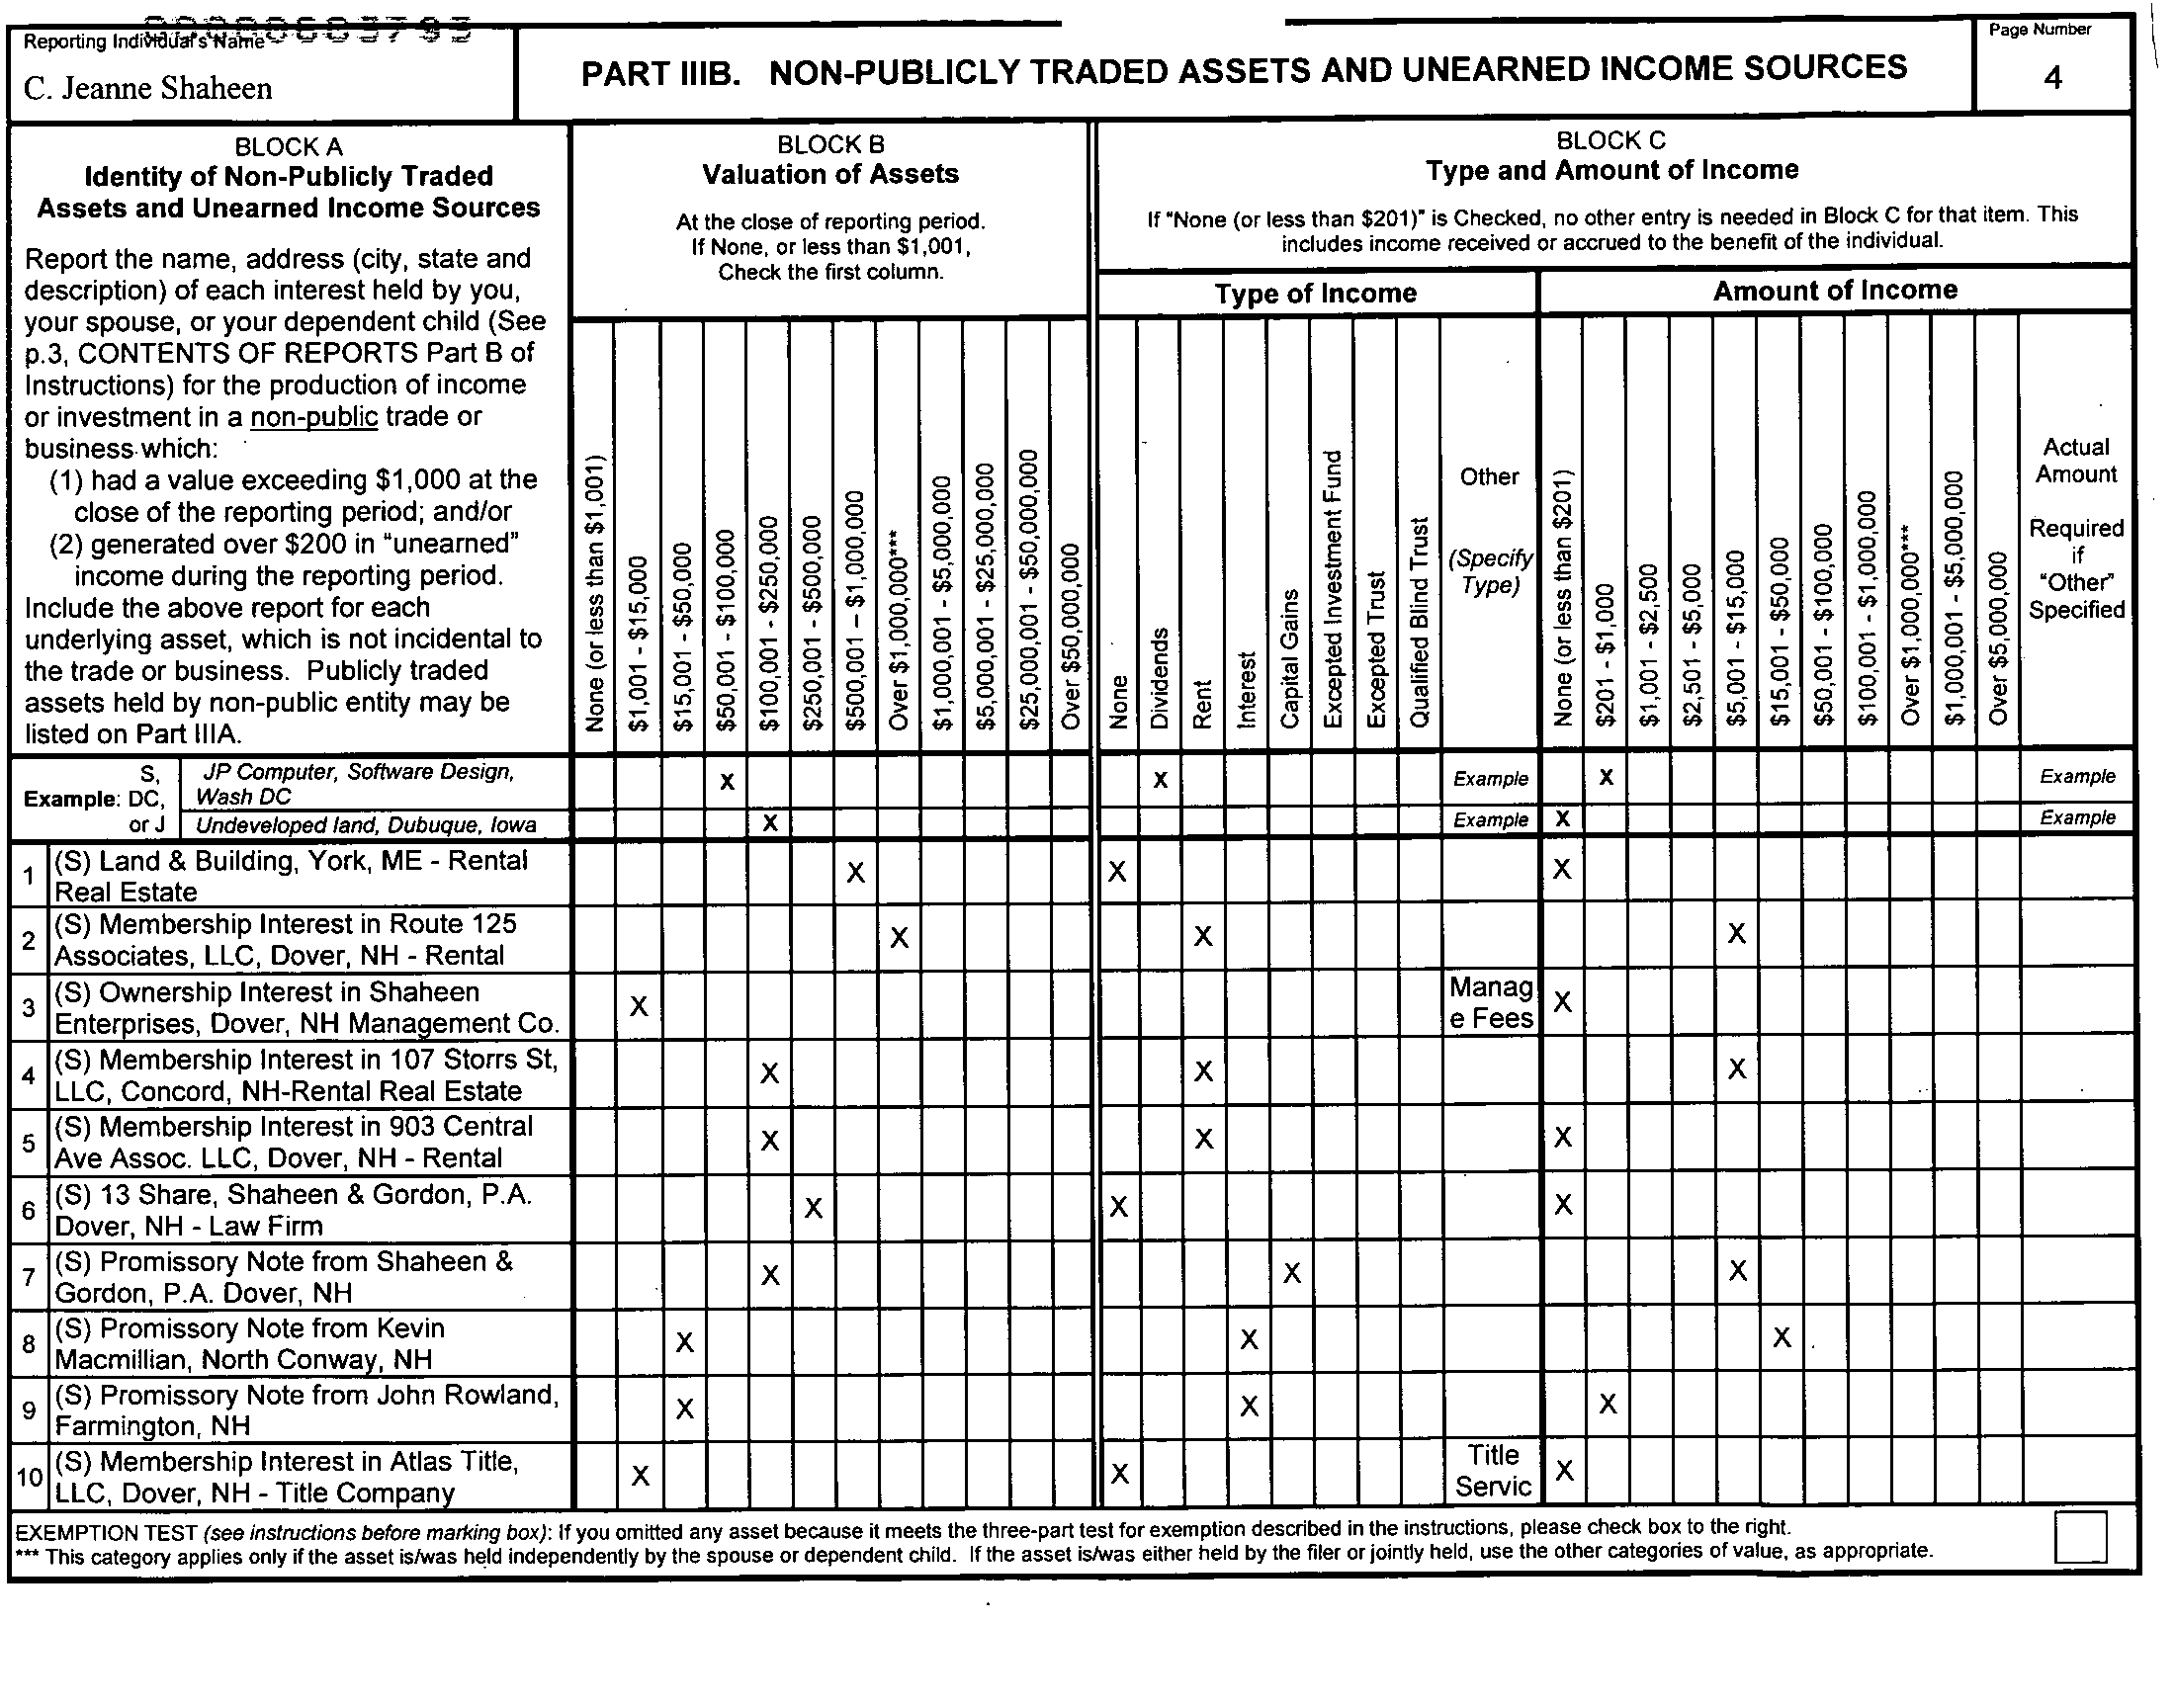 Reporting Individual's Name
C. Jeanne Shaheen
PART IIIB. NON-PUBLICLY TRADED ASSETS AND UNEARNED INCOME SOURCES
Page Number
4
BLOCK A
Identity of Non-Publicly Traded
Assets and Unearned Income Sources
Report the name, address (city, state and
description) of each interest held by you,
your spouse, or your dependent child (See
p.3, CONTENTS OF REPORTS Part B of
Instructions) for the production of income
or investment in a non-public trade or
business which:
(1) had a value exceeding $1,000 at the
close of the reporting period; and/or
(2) generated over $200 in "unearned"
income during the reporting period.
Include the above report for each
underlying asset, which is not incidental to
the trade or business. Publicly traded
assets held by non-public entity may be
listed on Part IIIA.
BLOCK B
Valuation of Assets
At the close of reporting period.
If None, or less than $1,001,
Check the first column.
None (or less than $1,001)
$1,001 - $15,000
$15,001 - $50,000
$50,001 - $100,000
$100,001 - $250,000
$250,001 - $500,000
$500,001 – $1,000,000
Over $1,000,000***
$1,000,001 - $5,000,000
$5,000,001 - $25,000,000
$25,000,001 - $50,000,000
Over $50,000,000
BLOCK C
Type and Amount of Income
If "None (or less than $201)" is Checked, no other entry is needed in Block C for that item. This
includes income received or accrued to the benefit of the individual.
Type of Income
None
Dividends
Rent
Interest
Capital Gains
Excepted Investment Fund
Excepted Trust
Qualified Blind Trust
Other
(Specify
Type)
Amount of Income
None (or less than $201)
$201 - $1,000
$1,001 - $2,500
$2,501 - $5,000
$5,001 - $15,000
$15,001 - $50,000
$50,001 - $100,000
$100,001 - $1,000,000
Over $1,000,000***
$1,000,001 - $5,000,000
Over $5,000,000
Actual
Amount
Required
if
"Other"
Specified
S,
Example: DC,
or J
JP Computer, Software Design,
Wash DC
X X Example X Example
Undeveloped land, Dubuque, Iowa X Example X Example
1 (S) Land & Building, York, ME - Rental
Real Estate
X X X
2 (S) Membership Interest in Route 125
Associates, LLC, Dover, NH - Rental
X X X
3 (S) Ownership Interest in Shaheen
Enterprises, Dover, NH Management Co.
X Manag
e Fees
X
4 (S) Membership Interest in 107 Storrs St,
LLC, Concord, NH-Rental Real Estate
X X X
5 (S) Membership Interest in 903 Central
Ave Assoc. LLC, Dover, NH - Rental
X X X
6 (S) 13 Share, Shaheen & Gordon, P.A.
Dover, NH - Law Firm
X X X
7 (S) Promissory Note from Shaheen &
Gordon, P.A. Dover, NH
X X X
8 (S) Promissory Note from Kevin
Macmillian, North Conway, NH
X X X
9 (S) Promissory Note from John Rowland,
Farmington, NH
X X X
10 (S) Membership Interest in Atlas Title,
LLC, Dover, NH - Title Company
X X Title
Servic
X
EXEMPTION TEST (see instructions before marking box): If you omitted any asset because it meets the three-part test for exemption described in the instructions, please check box to the right.
*** This category applies only if the asset is/was held independently by the spouse or dependent child. If the asset is/was either held by the filer or jointly held, use the other categories of value, as appropriate.